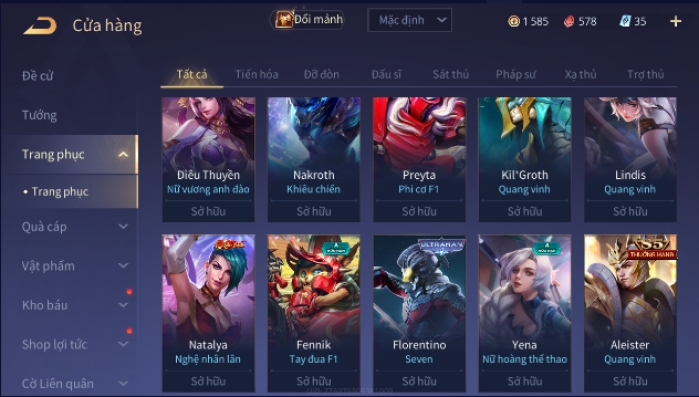 Cửa hàng
Đổi mảnh
Mặc định
1 585
578
35
Đề cử
Tướng
Trang phục
Trang phục
Quà cáp
Vật phẩm
Kho báu
Shop lợi tức
Cờ Liên quân
Tất cả
Tiến hóa
Đỡ đòn
Đấu sĩ
Sát thủ
Pháp sư
Xạ thủ
Trợ thủ
Diêu Thuyền
Nữ vương anh đào
Sở hữu
Nakroth
Khiêu chiến
Sở hữu
Preyta
Phi cơ F1
Sở hữu
Kil'Groth
Quang vinh
Sở hữu
Lindis
Quang vinh
Sở hữu
Natalya
Nghệ nhân lân
Sở hữu
Fennik
Tay đua F1
Sở hữu
ULTRAMAN
Florentino
Seven
Sở hữu
Yena
Nữ hoàng thể thao
Sở hữu
S5
THƯỞNG HẠNG
Aleister
Quang vinh
Sở hữu